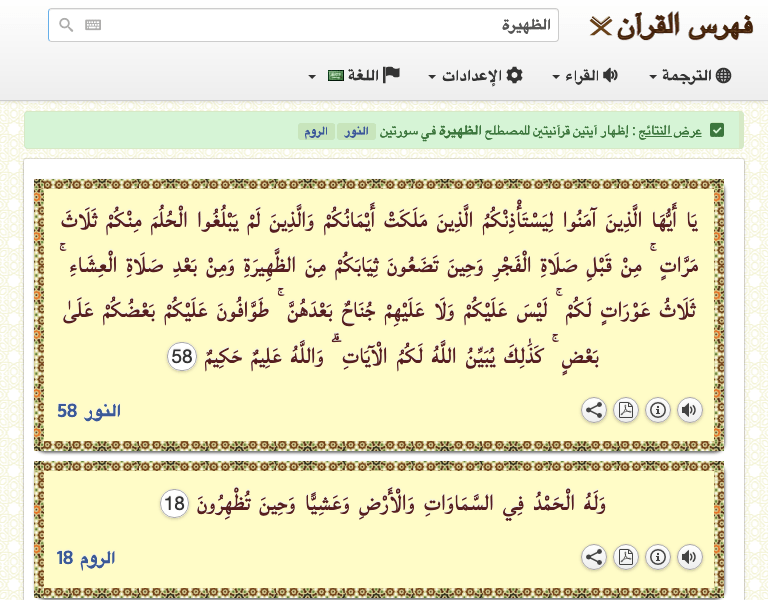 فهرس القرآن
الظهيرة
الترجمة
القراء
الإعدادات
اللغة
عرض النتائج : إظهار آيتين قرآنيتين للمصطلح الظهيرة في سورتين النور الروم
يَا أَيُّهَا الَّذِينَ آمَنُوا لِيَسْتَأْذِنْكُمُ الَّذِينَ مَلَكَتْ أَيْمَانُكُمْ وَالَّذِينَ لَمْ يَبْلُغُوا الْحُلُمَ مِنْكُمْ ثَلَاثَ
مَرَّاتٍ ۚ مِنْ قَبْلِ صَلَاةِ الْفَجْرِ وَحِينَ تَضَعُونَ ثِيَابَكُمْ مِنَ الظَّهِيرَةِ وَمِنْ بَعْدِ صَلَاةِ الْعِشَاءِ ۚ
ثَلَاثُ عَوْرَاتٍ لَكُمْ ۚ لَيْسَ عَلَيْكُمْ وَلَا عَلَيْهِمْ جُنَاحٌ بَعْدَهُنَّ ۚ طَوَّافُونَ عَلَيْكُمْ بَعْضُكُمْ عَلَىٰ
بَعْضٍ ۚ كَذَٰلِكَ يُبَيِّنُ اللَّهُ لَكُمُ الْآيَاتِ ۗ وَاللَّهُ عَلِيمٌ حَكِيمٌ 58
النور 58
وَلَهُ الْحَمْدُ فِي السَّمَاوَاتِ وَالْأَرْضِ وَعَشِيًّا وَحِينَ تُظْهِرُونَ 18
الروم 18